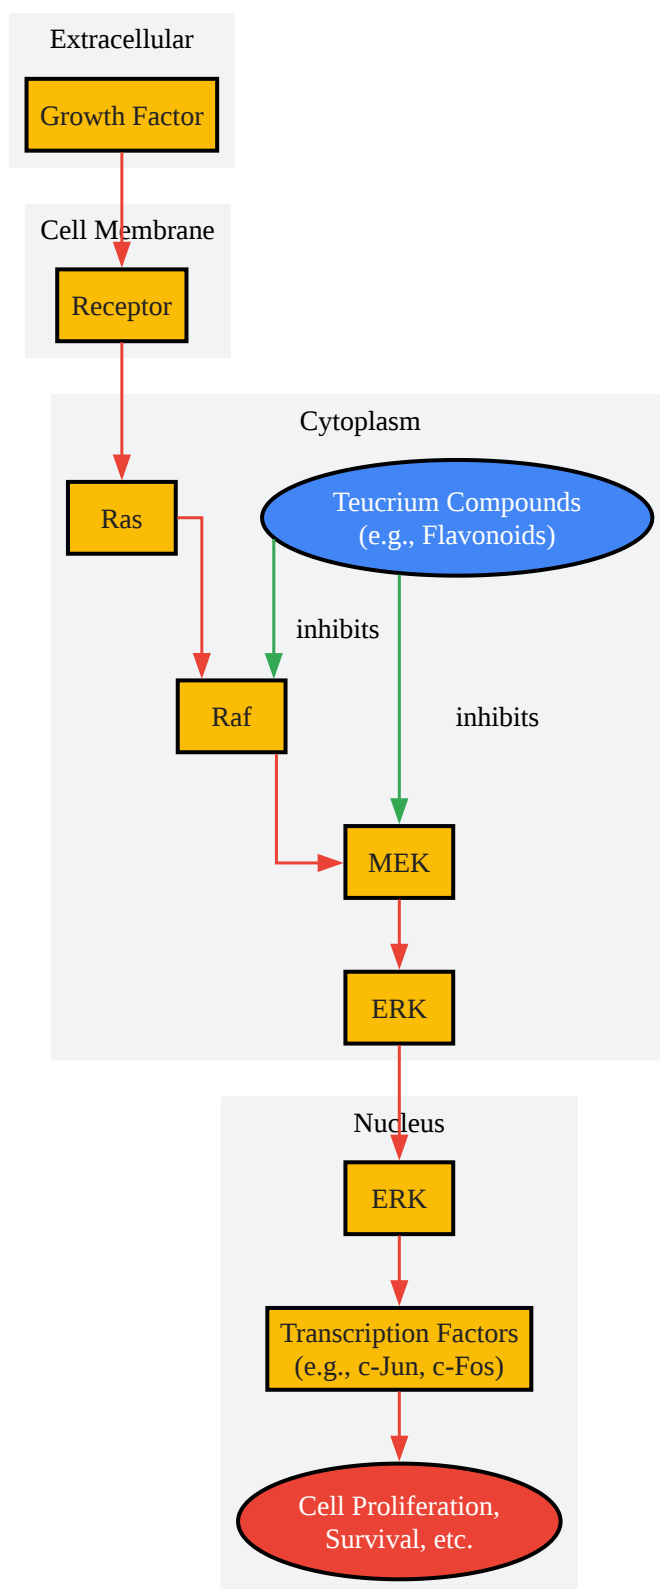 Extracellular
Growth Factor
Cell Membrane
Receptor
Cytoplasm
Teucrium Compounds
(e.g., Flavonoids)
Ras
inhibits
Raf
inhibits
MEK
ERK
Nucleus
ERK
Transcription Factors
(e.g., c-Jun, c-Fos)
Cell Proliferation,
Survival, etc.